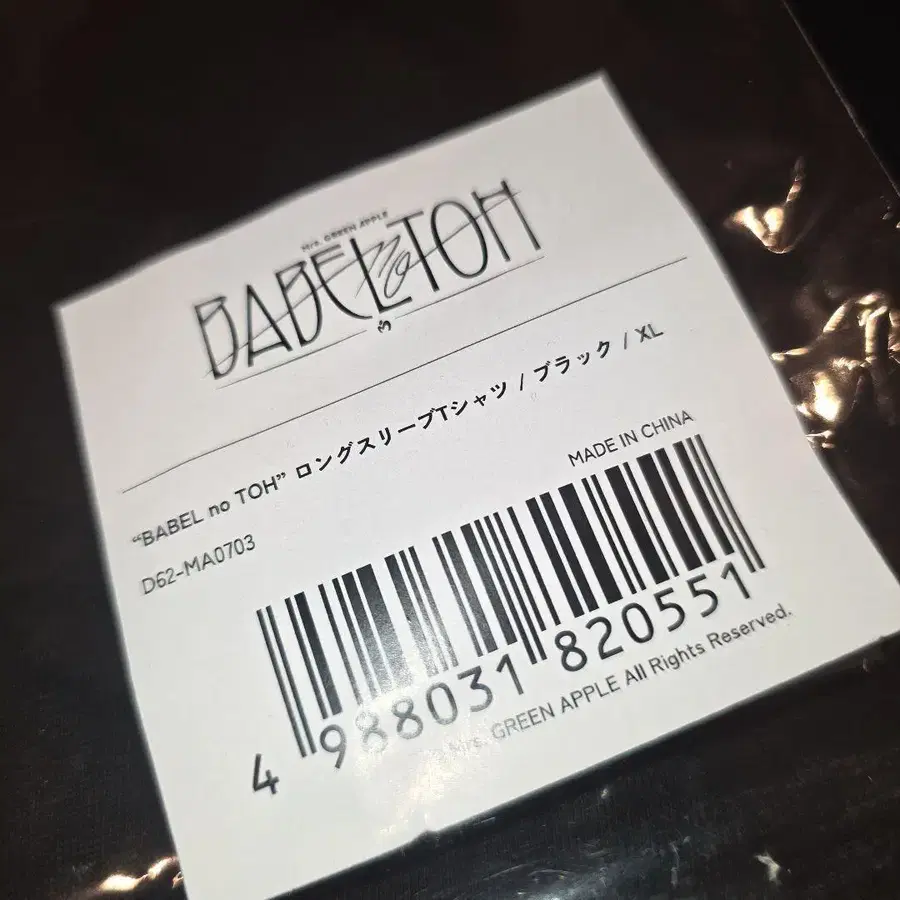 Mrs. GREEN APPLE
BABEL no TOH
“BABEL no TOH” ロングスリーブTシャツ / ブラック / XL
D62-MA0703
MADE IN CHINA
4 988031 820551
Mrs. GREEN APPLE All Rights Reserved.